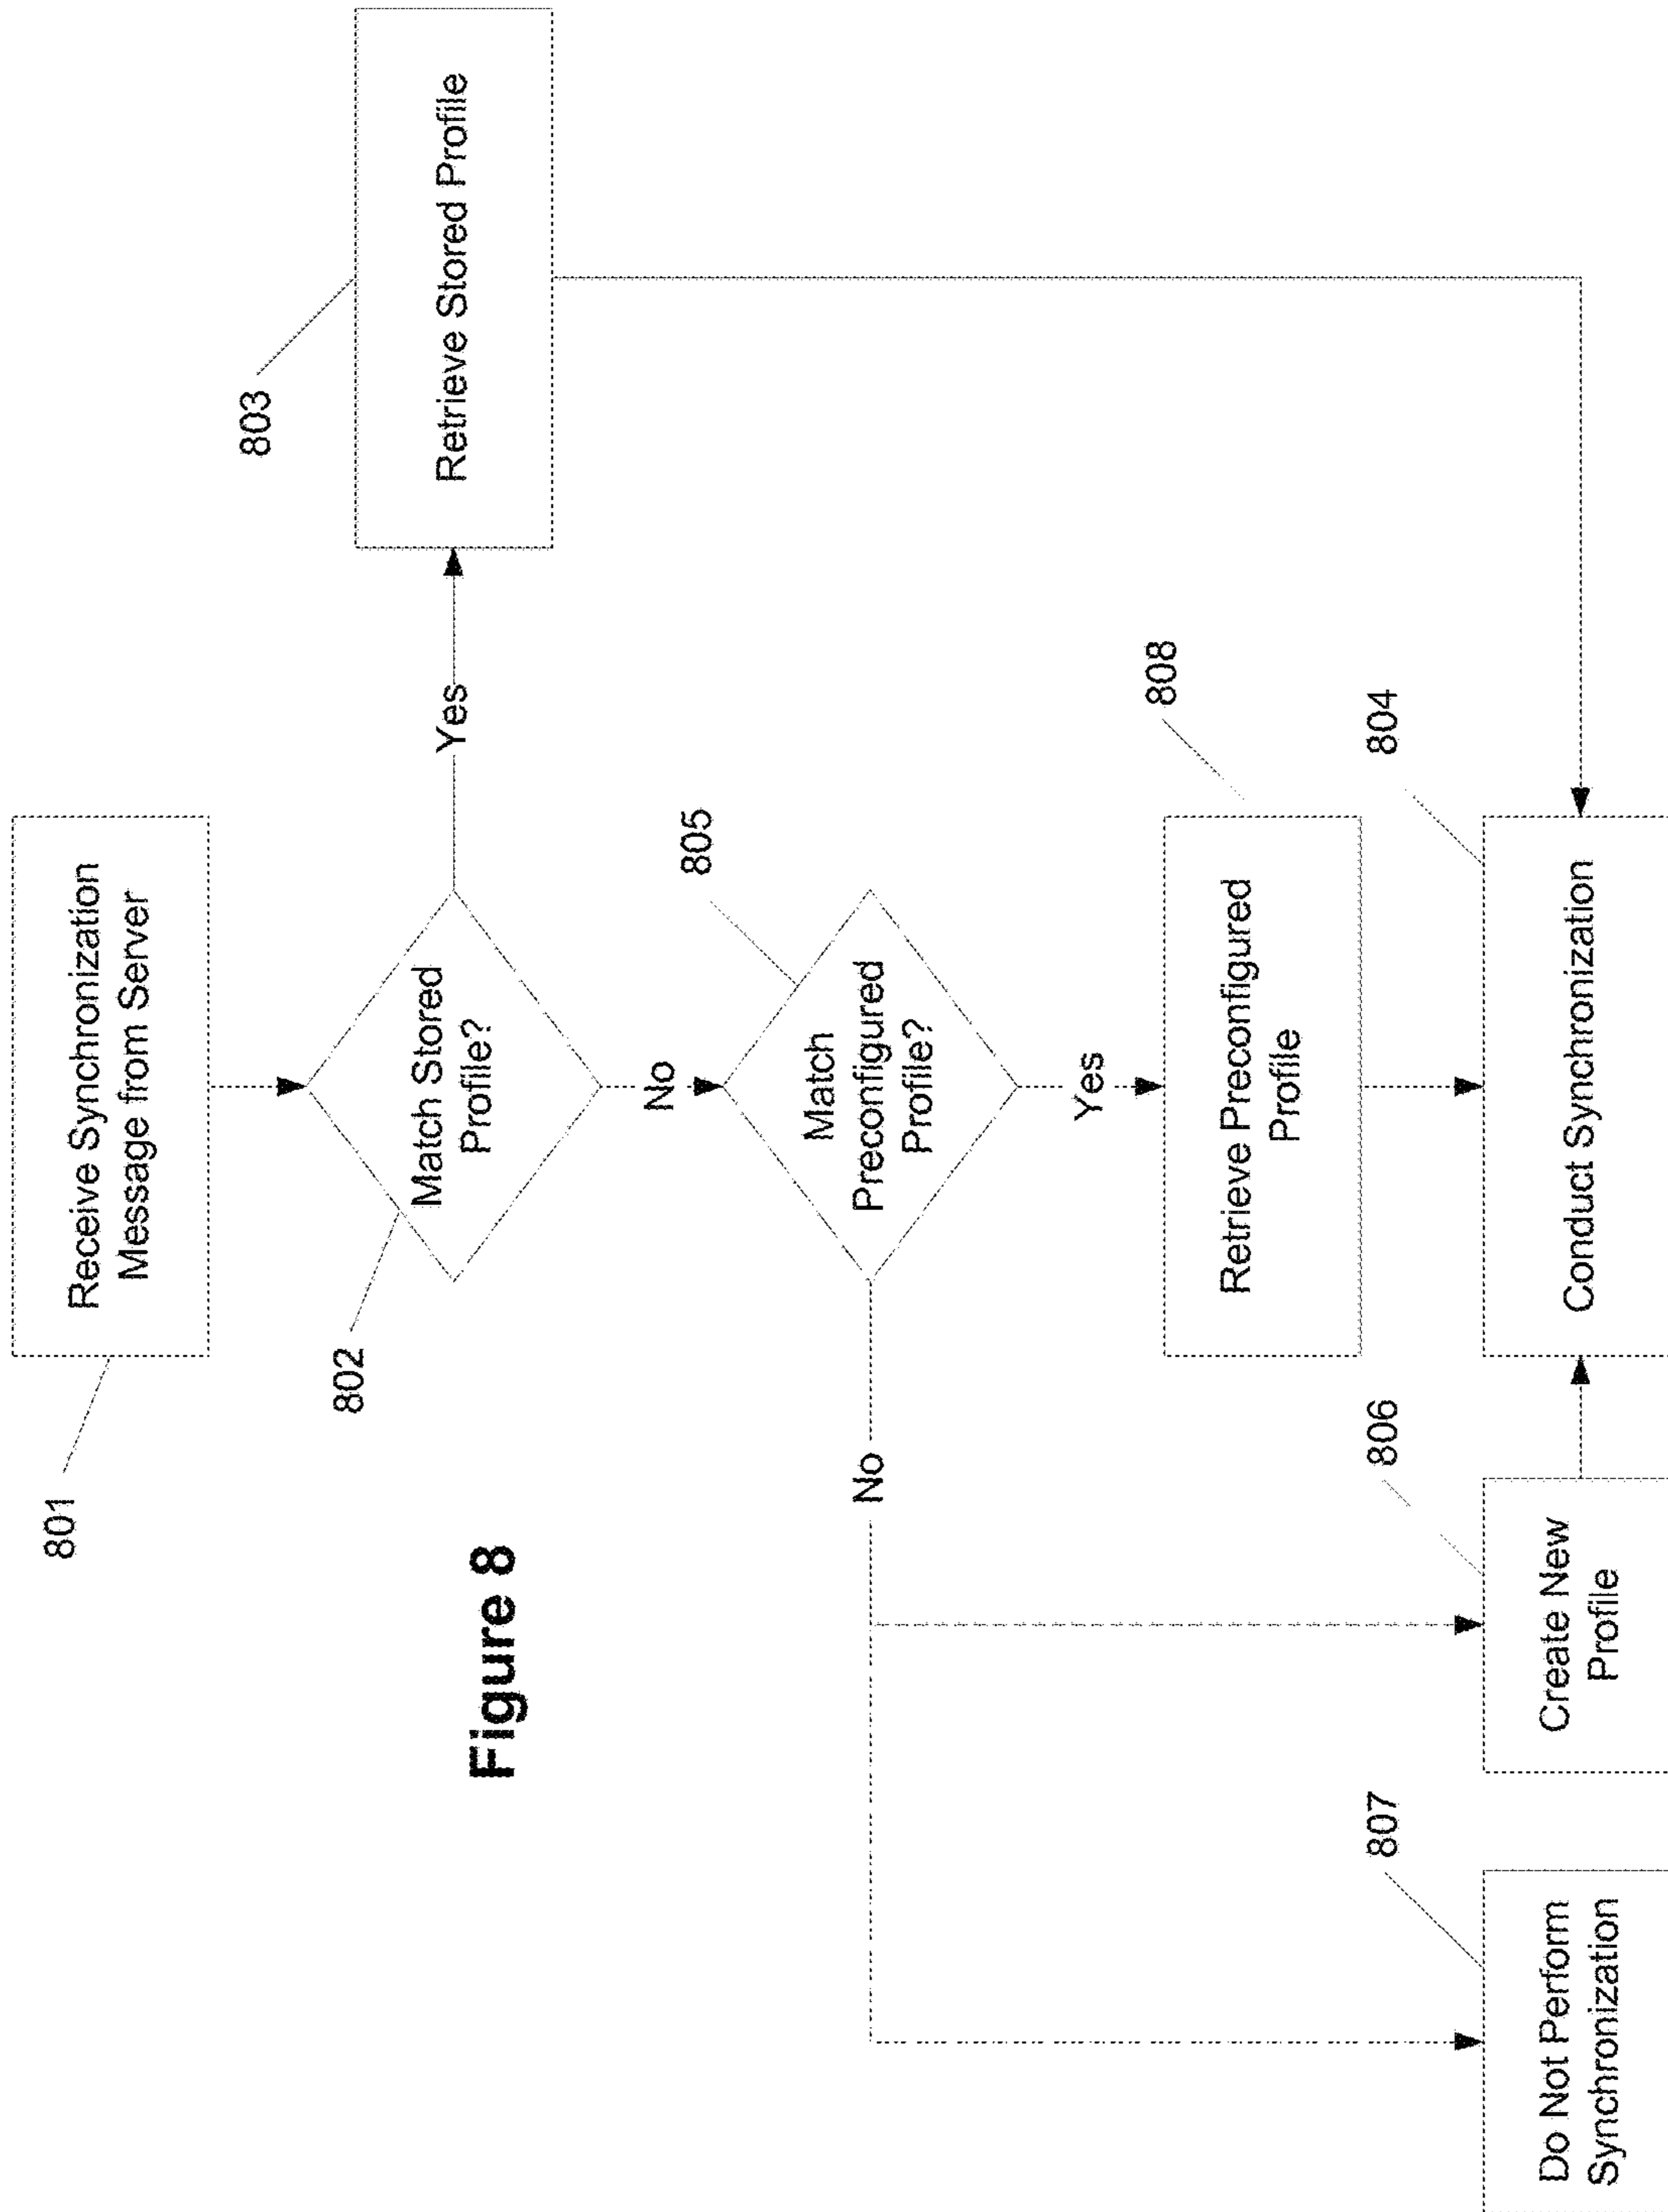 801
Receive Synchronization
Message from Server
802
Match Stored
Profile?
Yes
803
Retrieve Stored Profile
No
805
Match
Preconfigured
Profile?
No
Yes
808
Retrieve Preconfigured
Profile
807
Do Not Perform
Synchronization
806
Create New
Profile
804
Conduct Synchronization
Figure 8